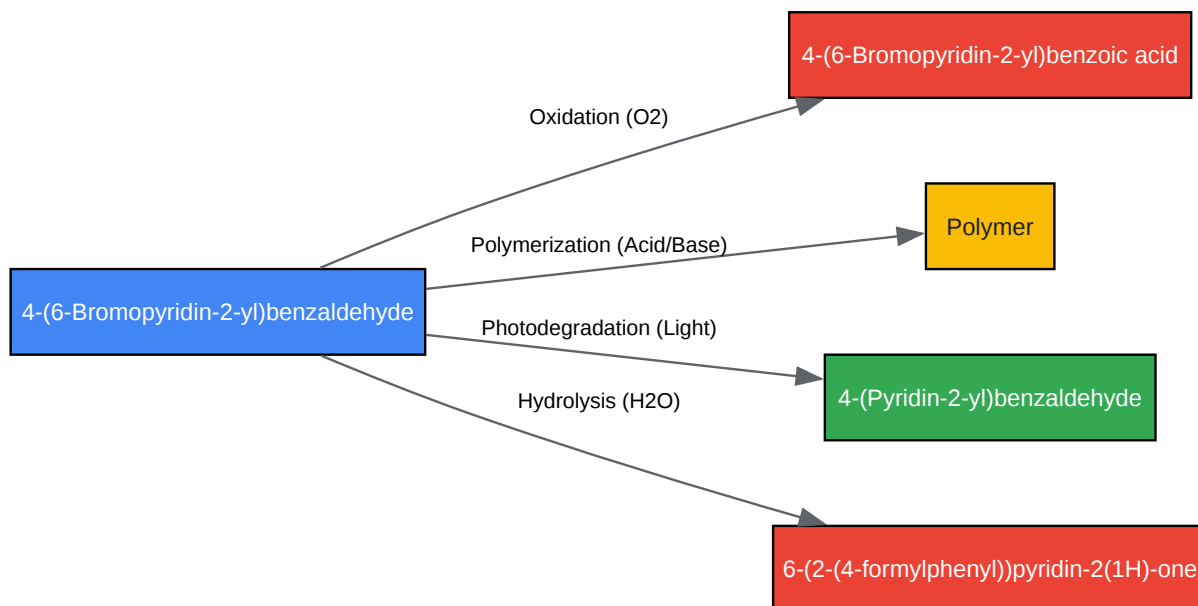 4-(6-Bromopyridin-2-yl)benzoic acid
Oxidation (O2)
Polymer
Polymerization (Acid/Base)
4-(6-Bromopyridin-2-yl)benzaldehyde
Photodegradation (Light)
4-(Pyridin-2-yl)benzaldehyde
Hydrolysis (H2O)
6-(2-(4-formylphenyl))pyridin-2(1H)-one